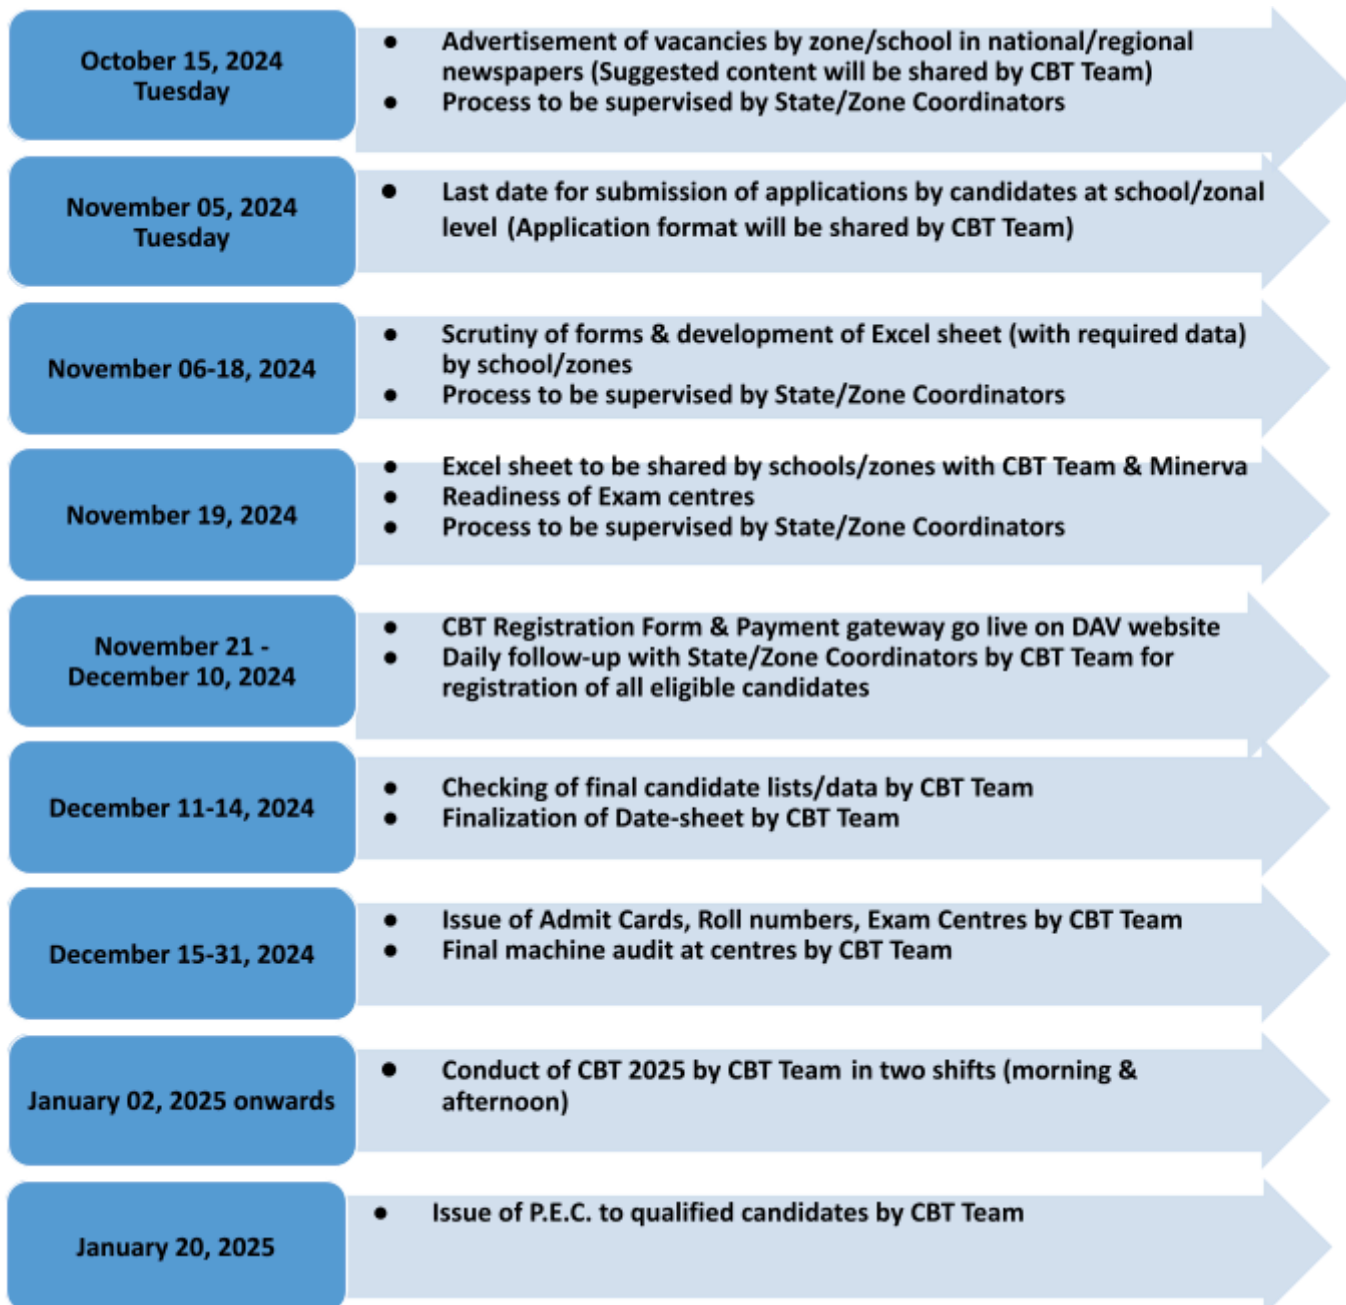 October 15, 2024
Tuesday
● Advertisement of vacancies by zone/school in national/regional
newspapers (Suggested content will be shared by CBT Team)
● Process to be supervised by State/Zone Coordinators
November 05, 2024
Tuesday
● Last date for submission of applications by candidates at school/zonal
level (Application format will be shared by CBT Team)
November 06-18, 2024
● Scrutiny of forms & development of Excel sheet (with required data)
by school/zones
● Process to be supervised by State/Zone Coordinators
November 19, 2024
● Excel sheet to be shared by schools/zones with CBT Team & Minerva
● Readiness of Exam centres
● Process to be supervised by State/Zone Coordinators
November 21 -
December 10, 2024
● CBT Registration Form & Payment gateway go live on DAV website
● Daily follow-up with State/Zone Coordinators by CBT Team for
registration of all eligible candidates
December 11-14, 2024
● Checking of final candidate lists/data by CBT Team
● Finalization of Date-sheet by CBT Team
December 15-31, 2024
● Issue of Admit Cards, Roll numbers, Exam Centres by CBT Team
● Final machine audit at centres by CBT Team
January 02, 2025 onwards
● Conduct of CBT 2025 by CBT Team in two shifts (morning &
afternoon)
January 20, 2025
● Issue of P.E.C. to qualified candidates by CBT Team